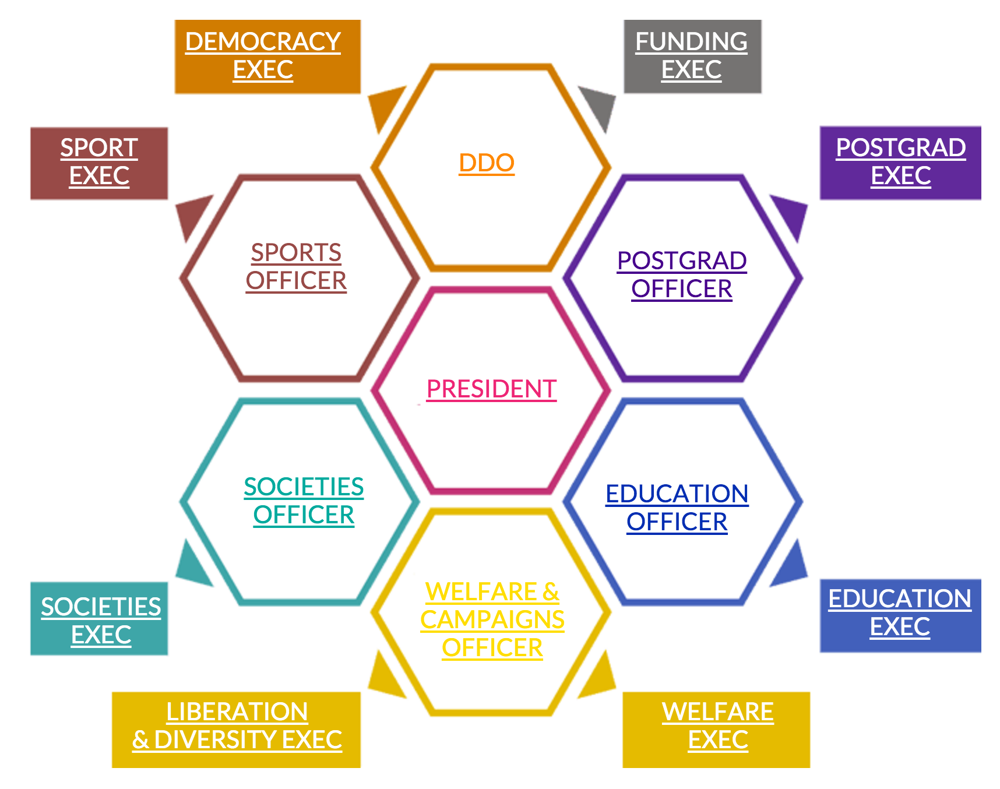 DEMOCRACY
EXEC
FUNDING
EXEC
SPORT
EXEC
POSTGRAD
EXEC
DDO
SPORTS
OFFICER
POSTGRAD
OFFICER
PRESIDENT
SOCIETIES
OFFICER
EDUCATION
OFFICER
WELFARE &
CAMPAIGNS
OFFICER
SOCIETIES
EXEC
EDUCATION
EXEC
LIBERATION
& DIVERSITY EXEC
WELFARE
EXEC